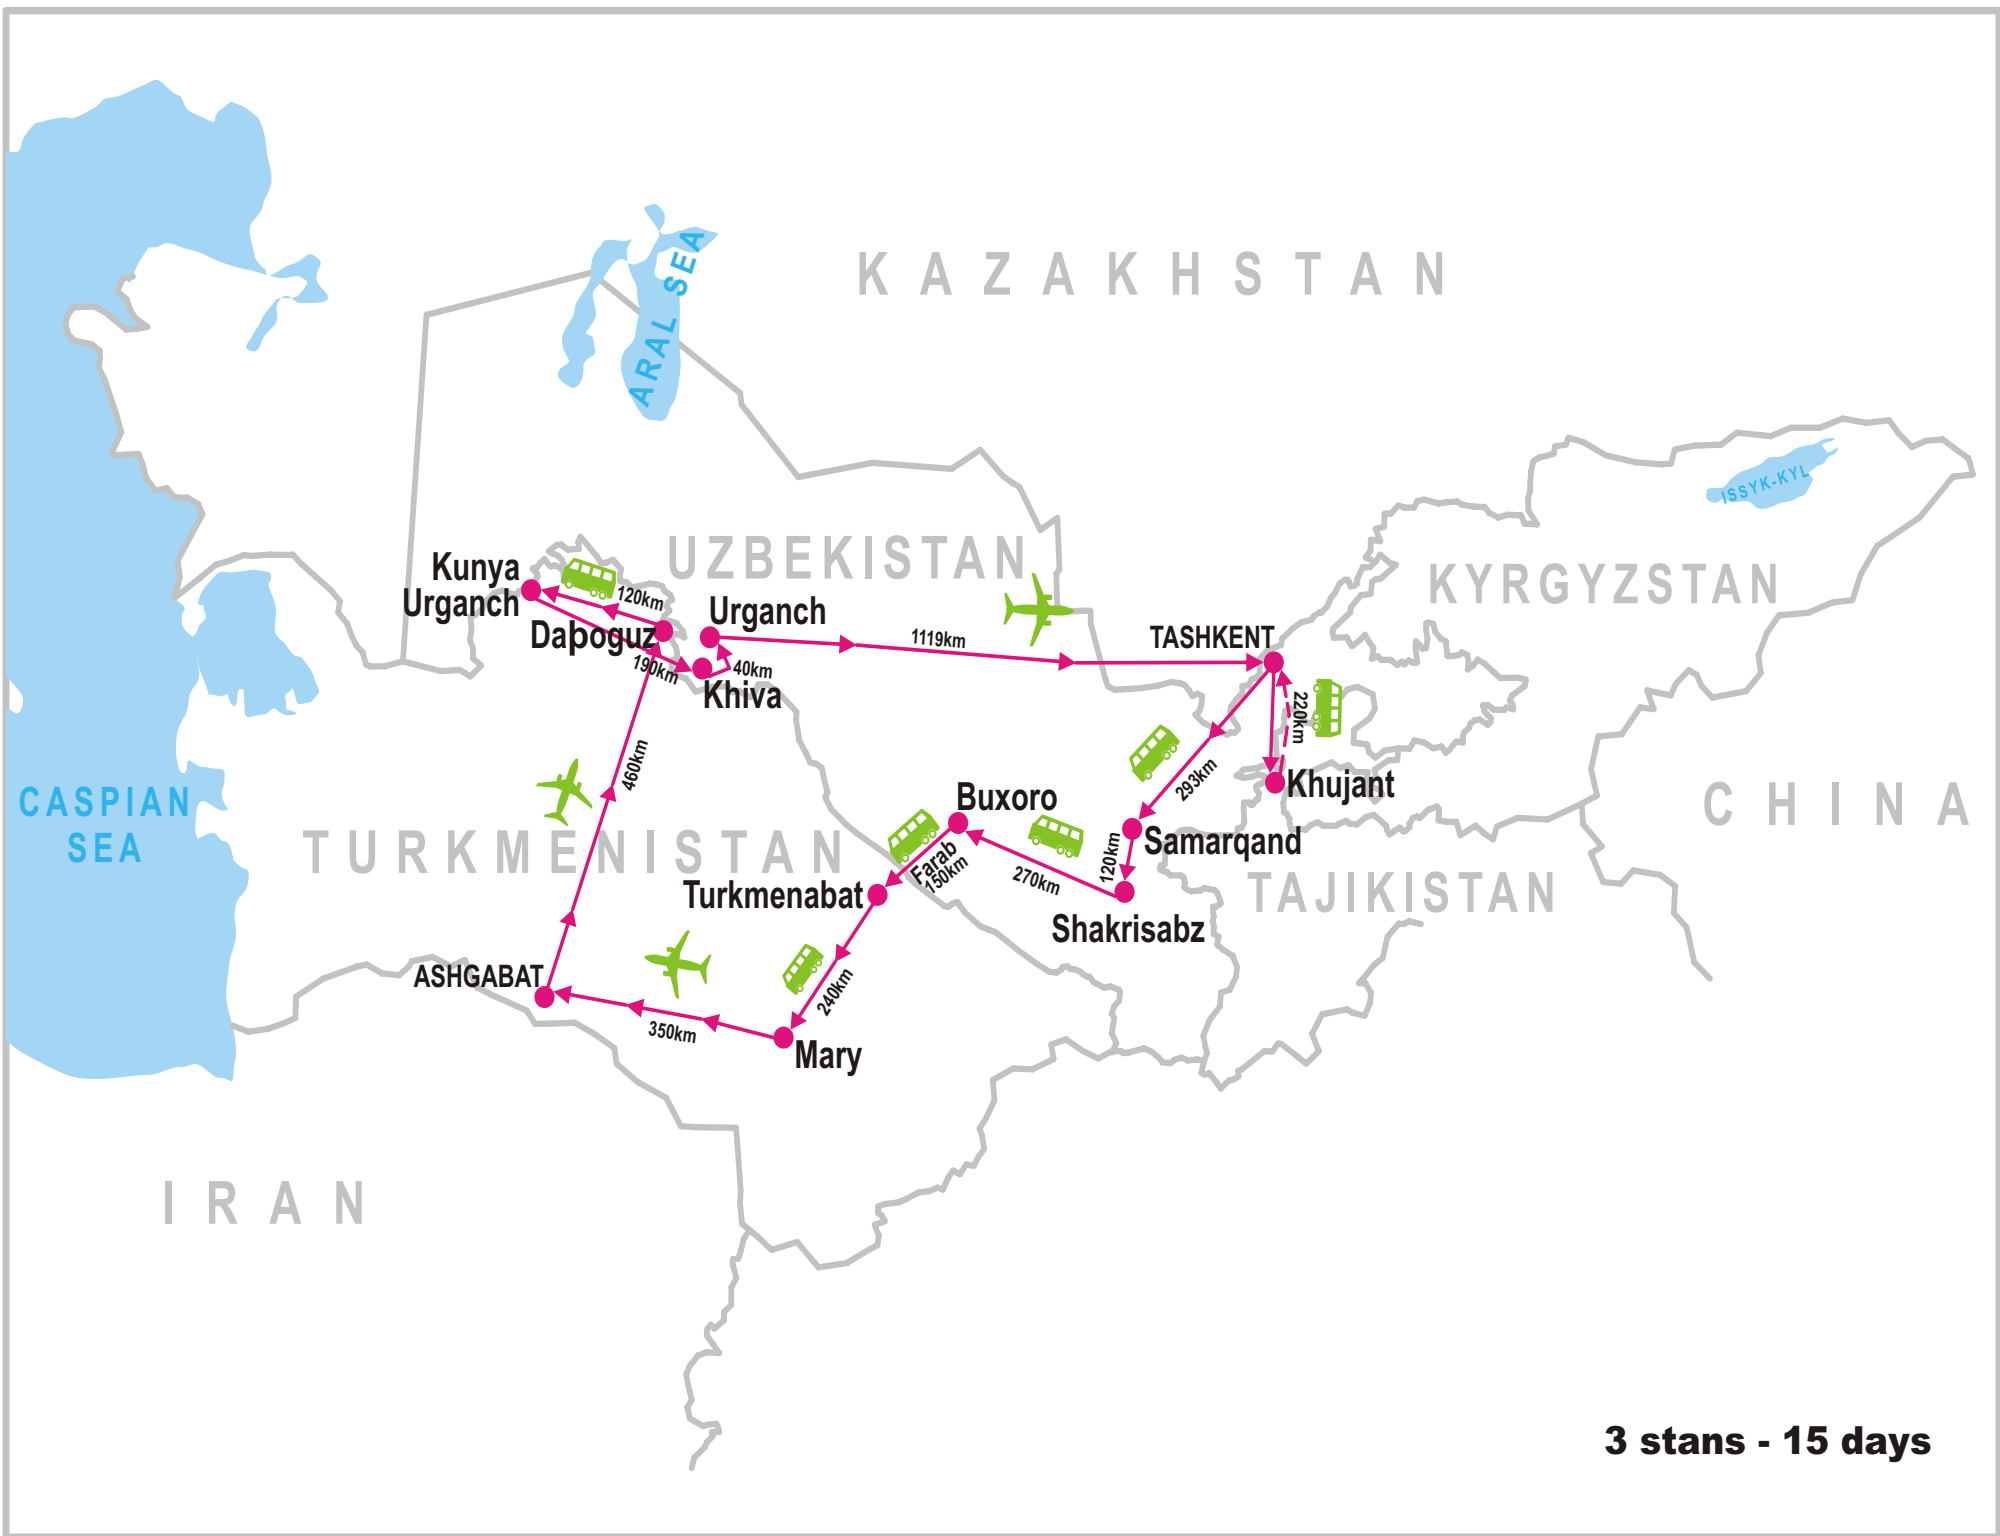 KAZAKHSTAN
ARAL SEA
ISSYK-KYL
UZBEKISTAN
KYRGYZSTAN
Kunya
Urganch
120km
Urganch
Daþoguz
1119km
TASHKENT
190km
40km
Khiva
220km
460km
293km
Khujant
CASPIAN
SEA
TURKMENISTAN
Buxoro
CHINA
Samarqand
Farab
150km
270km
120km
Turkmenabat
TAJIKISTAN
Shakrisabz
ASHGABAT
240km
350km
Mary
IRAN
3 stans - 15 days